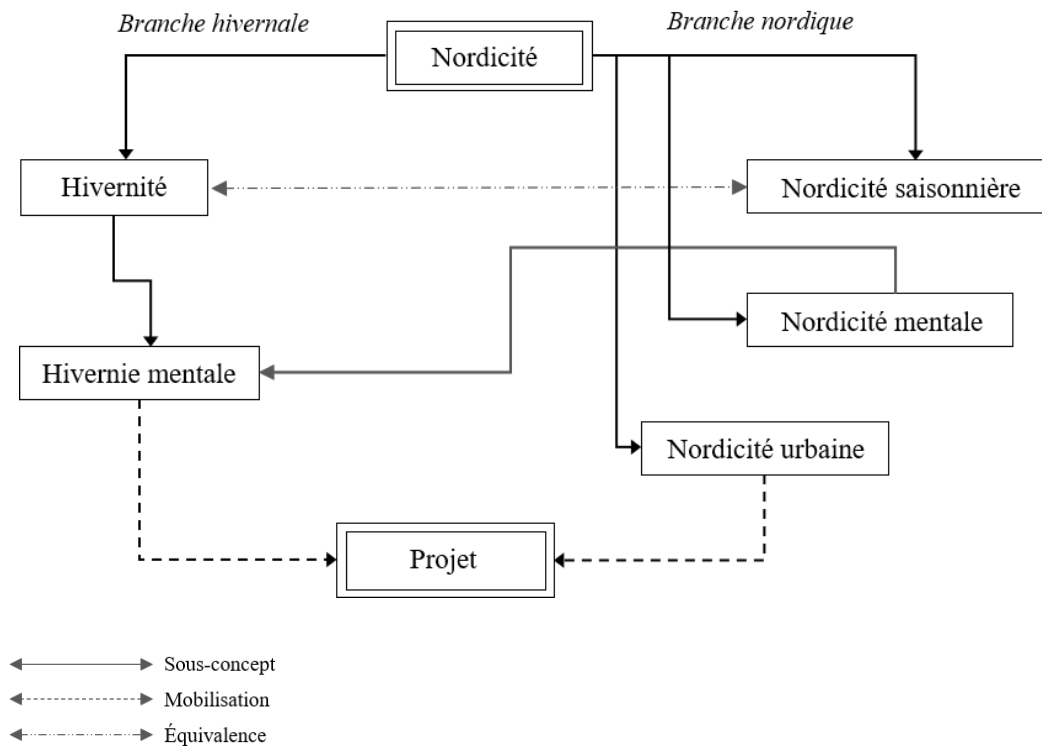 Branche hivernale
Branche nordique
Nordicité
Hivernité
Nordicité saisonnière
Nordicité mentale
Hivernie mentale
Nordicité urbaine
Projet
Sous-concept
Mobilisation
Équivalence